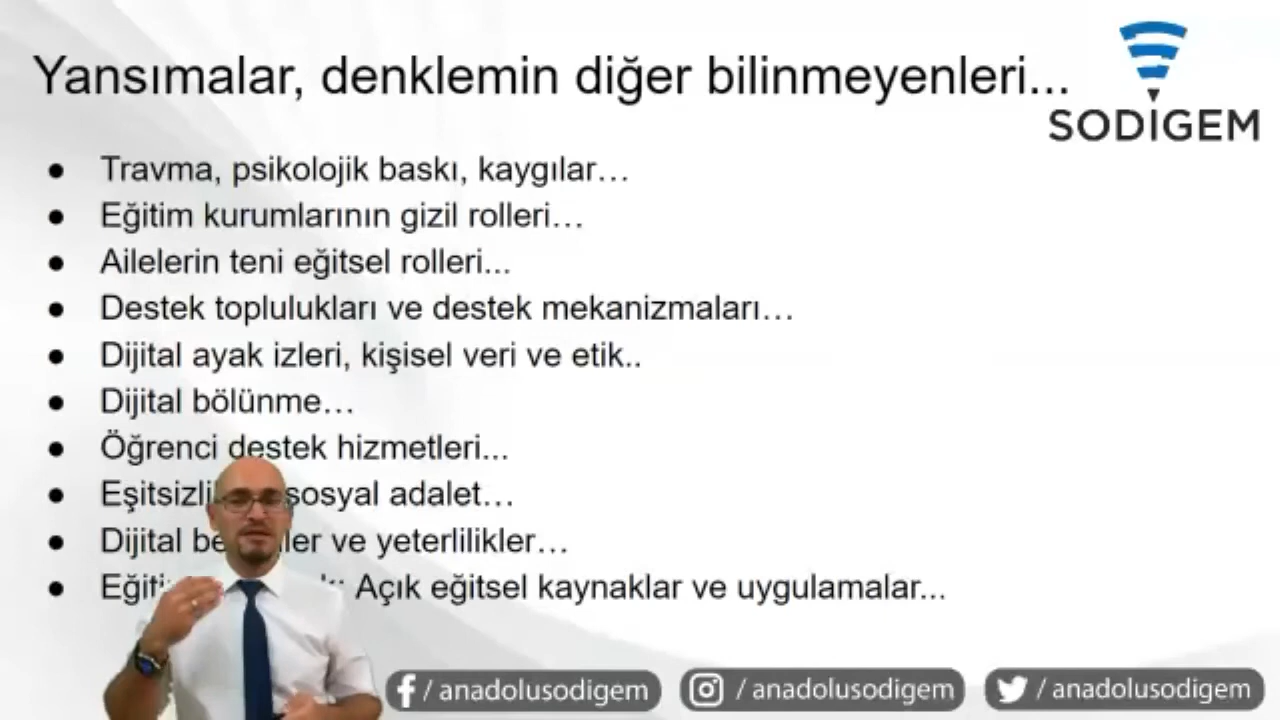 Yansımalar, denklemin diğer bilinmeyenleri...
SODİGEM
● Travma, psikolojik baskı, kaygılar…
● Eğitim kurumlarının gizil rolleri…
● Ailelerin teni eğitsel rolleri...
● Destek toplulukları ve destek mekanizmaları…
● Dijital ayak izleri, kişisel veri ve etik..
● Dijital bölünme…
● Öğrenci destek hizmetleri...
● sosyal adalet…
● Dijital ve yeterlilikler…
● Açık eğitsel kaynaklar ve uygulamalar...
/ anadolusodigem
/ anadolusodigem
/ anadolusodigem